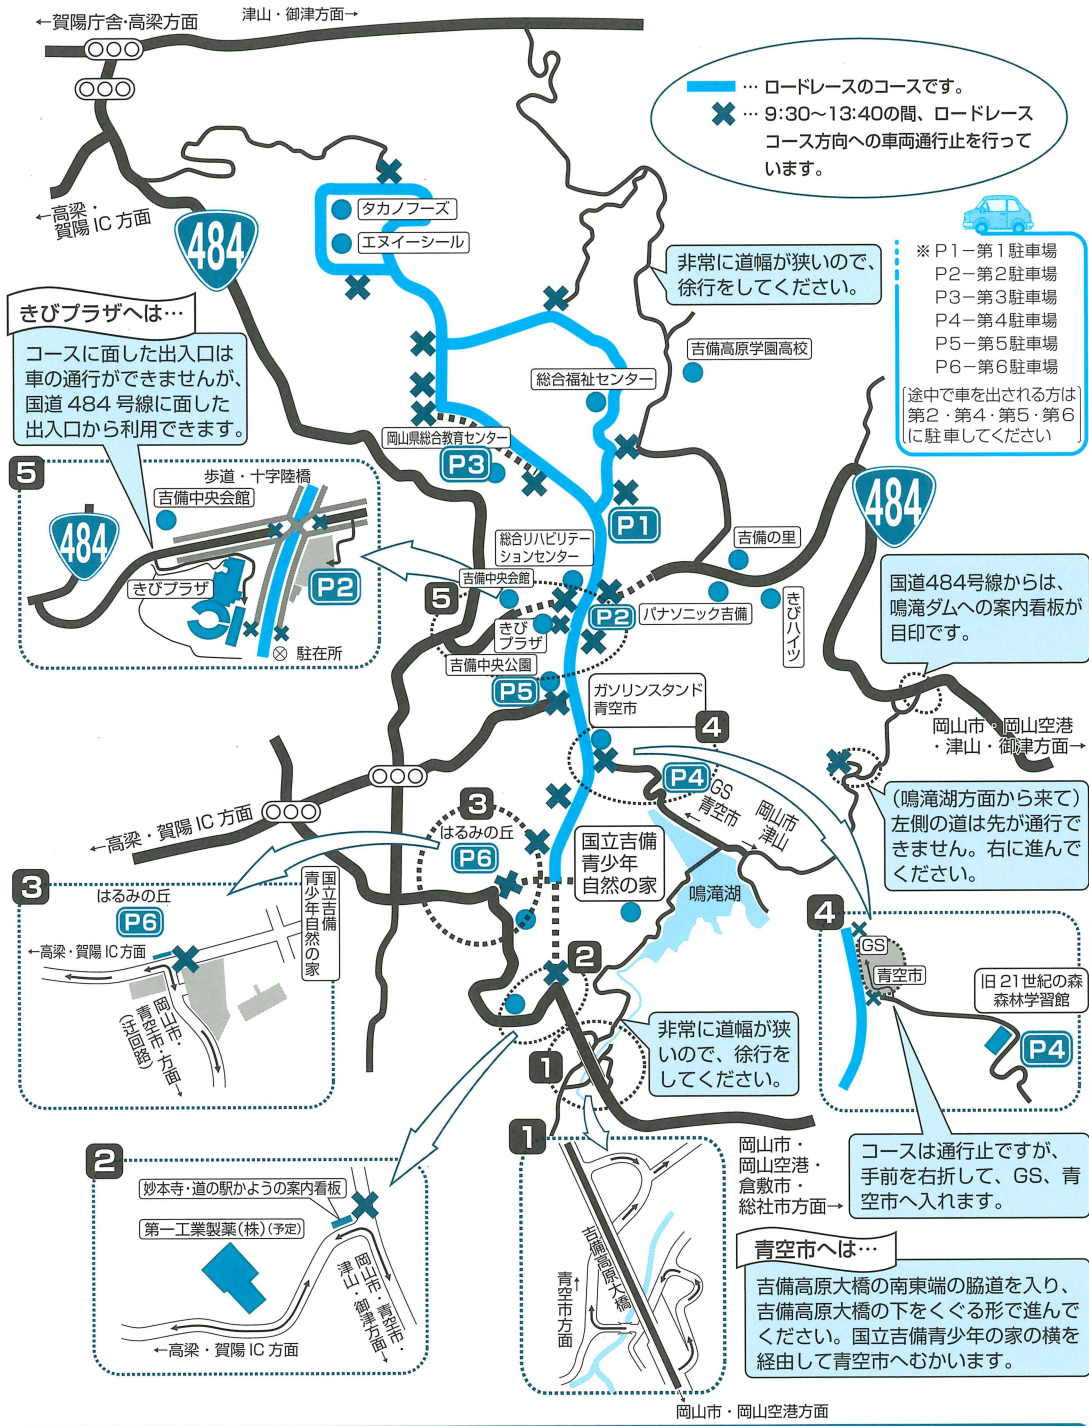 ←賀陽庁舎・高梁方面
津山・御津方面→
… ロードレースのコースです。
… 9:30〜13:40の間、ロードレース
コース方向への車両通行止を行って
います。
←高梁・
賀陽 IC 方面
484
タカノフーズ
エヌイーシール
非常に道幅が狭いので、
徐行をしてください。
※ P1−第1駐車場
P2−第2駐車場
P3−第3駐車場
P4−第4駐車場
P5−第5駐車場
P6−第6駐車場
途中で車を出される方は
第2・第4・第5・第6
に駐車してください
きびプラザへは…
コースに面した出入口は
車の通行ができませんが、
国道 484 号線に面した
出入口から利用できます。
吉備高原学園高校
総合福祉センター
岡山県総合教育センター
P3
P1
484
5
歩道・十字陸橋
吉備中央会館
484
きびプラザ
P2
⊗ 駐在所
総合リハビリテー
ションセンター
吉備中央会館
5
きび
プラザ
P2
吉備の里
パナソニック吉備
きびハイツ
吉備中央公園
P5
国道484号線からは、
鳴滝ダムへの案内看板が
目印です。
ガソリンスタンド
青空市
4
P4
GS
青空市
岡山市
津山
岡山市・岡山空港
・津山・御津方面→
(鳴滝湖方面から来て)
左側の道は先が通行で
きません。右に進んで
ください。
←高梁・賀陽 IC 方面
3
はるみの丘
P6
国立吉備
青少年
自然の家
鳴滝湖
3
はるみの丘
P6
←高梁・賀陽 IC 方面
国立吉備
青少年自然の家
岡山市・
青空市・方面→
(迂回路)
4
GS
青空市
旧 21世紀の森
森林学習館
P4
2
1
非常に道幅が狭
いので、徐行を
してください。
コースは通行止ですが、
手前を右折して、GS、青
空市へ入れます。
岡山市・
岡山空港・
倉敷市・
総社市方面→
2
妙本寺・道の駅かようの案内看板
第一工業製薬(株)(予定)
岡山市・青空市・
津山・御津方面→
←高梁・賀陽 IC 方面
1
吉備高原大橋
青空市方面→
岡山市・岡山空港方面
青空市へは…
吉備高原大橋の南東端の脇道を入り、
吉備高原大橋の下をくぐる形で進んで
ください。国立吉備青少年の家の横を
経由して青空市へむかいます。